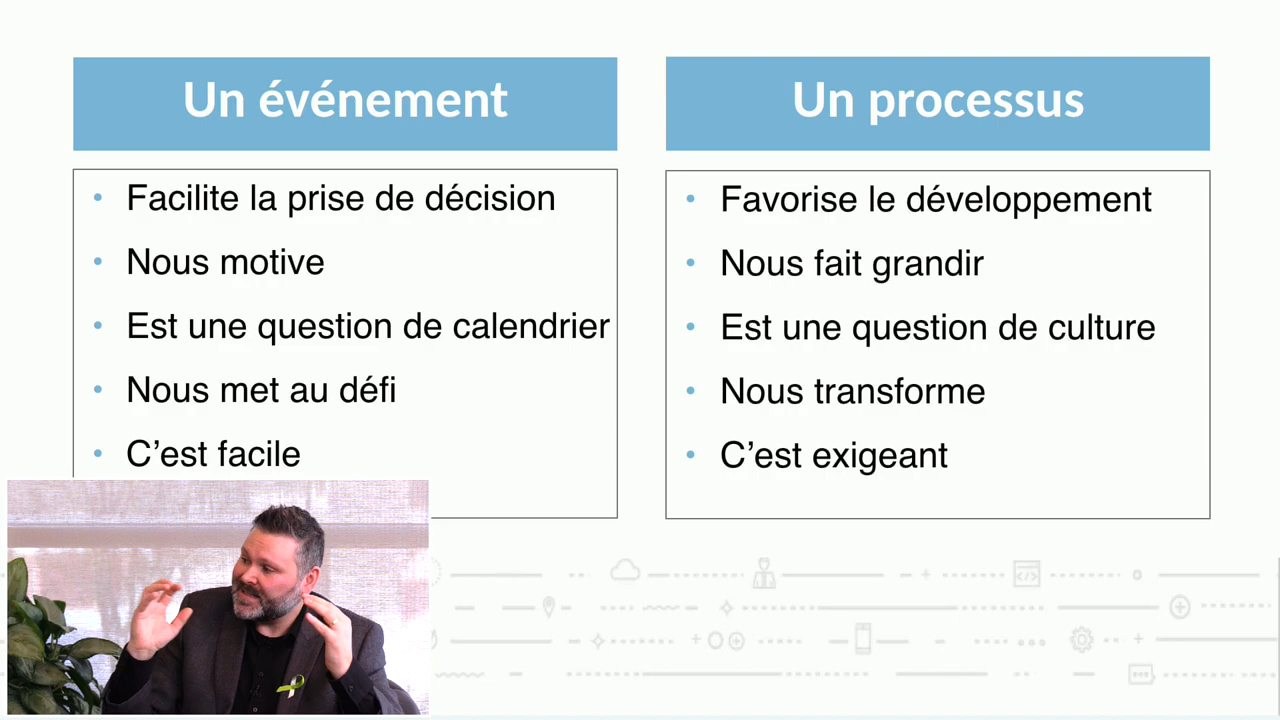 Un événement
Facilite la prise de décision
Nous motive
Est une question de calendrier
Nous met au défi
C’est facile
Un processus
Favorise le développement
Nous fait grandir
Est une question de culture
Nous transforme
C’est exigeant